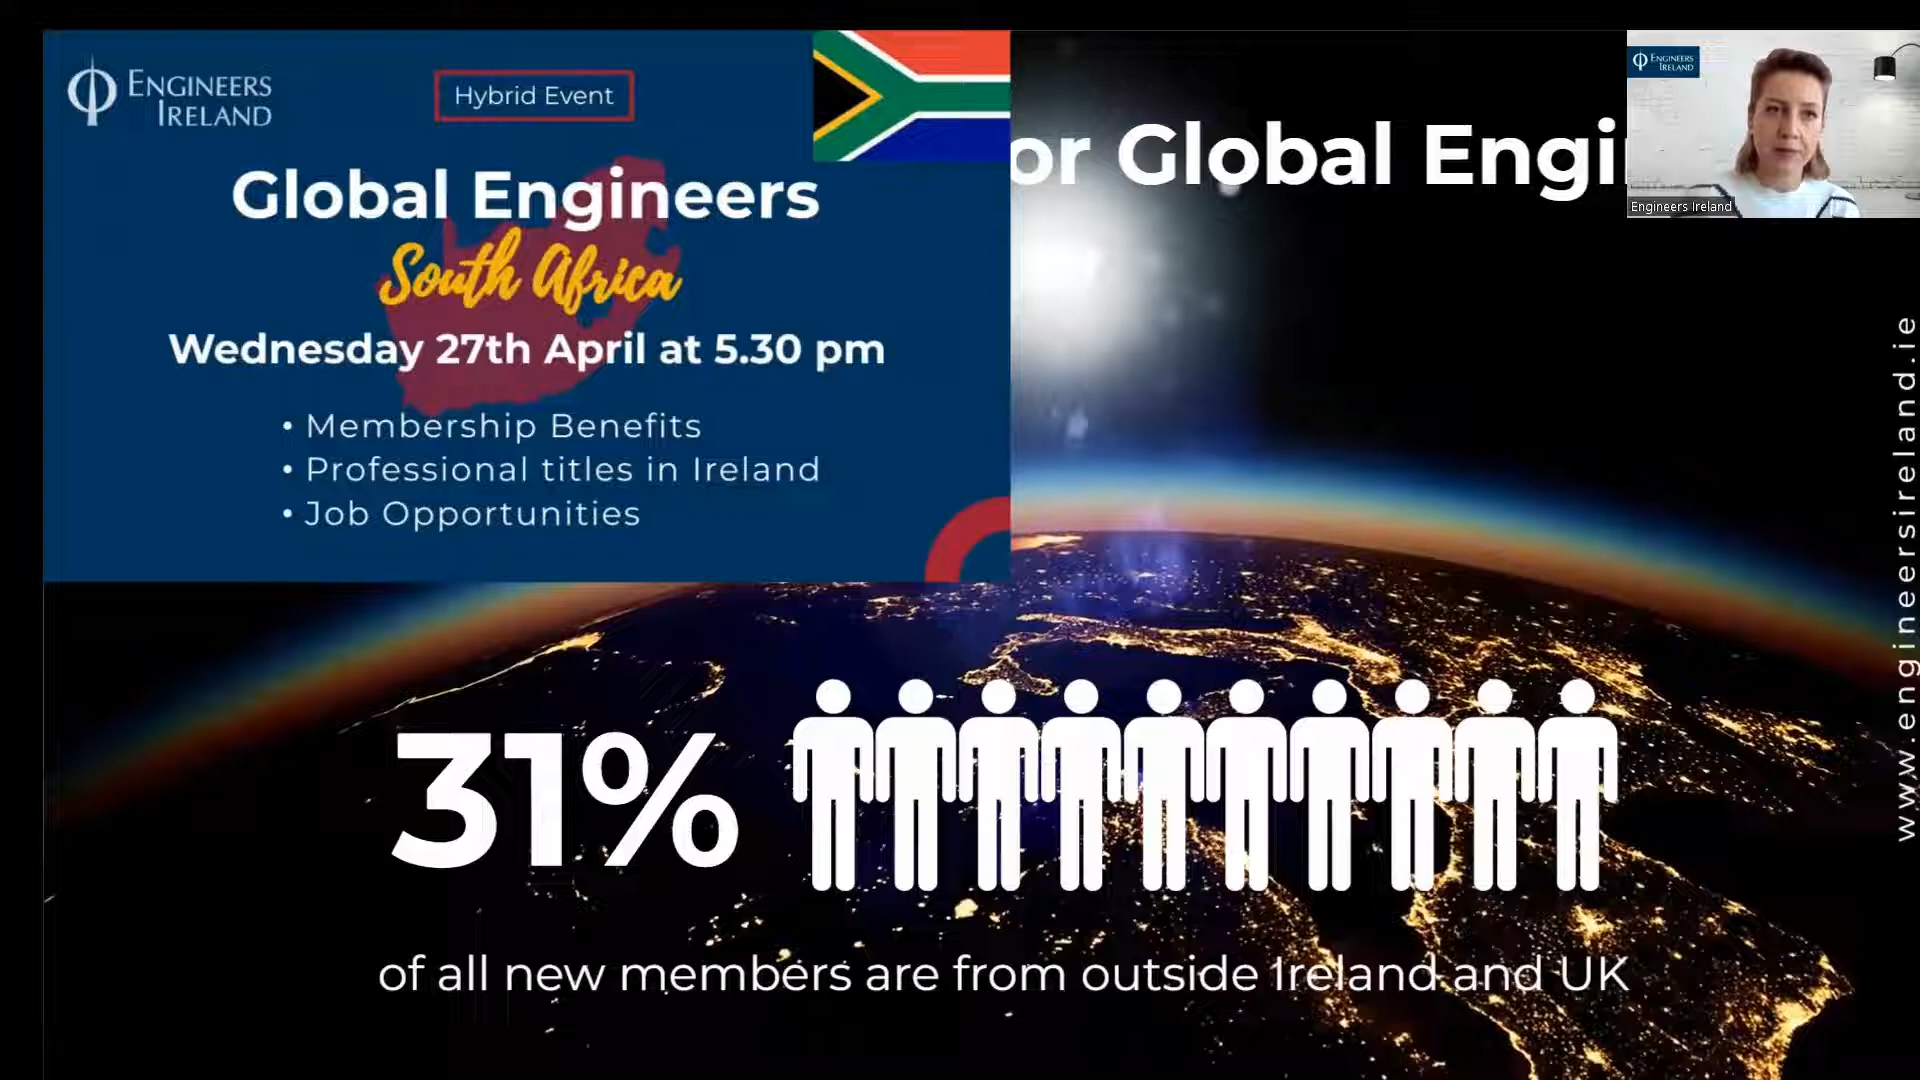 ENGINEERS
IRELAND
Hybrid Event
Global Engineers
South Africa
Wednesday 27th April at 5.30 pm
• Membership Benefits
• Professional titles in Ireland
• Job Opportunities
or Global Engi
ENGINEERS
IRELAND
Engineers Ireland
www.engineersireland.ie
31%
of all new members are from outside Ireland and UK